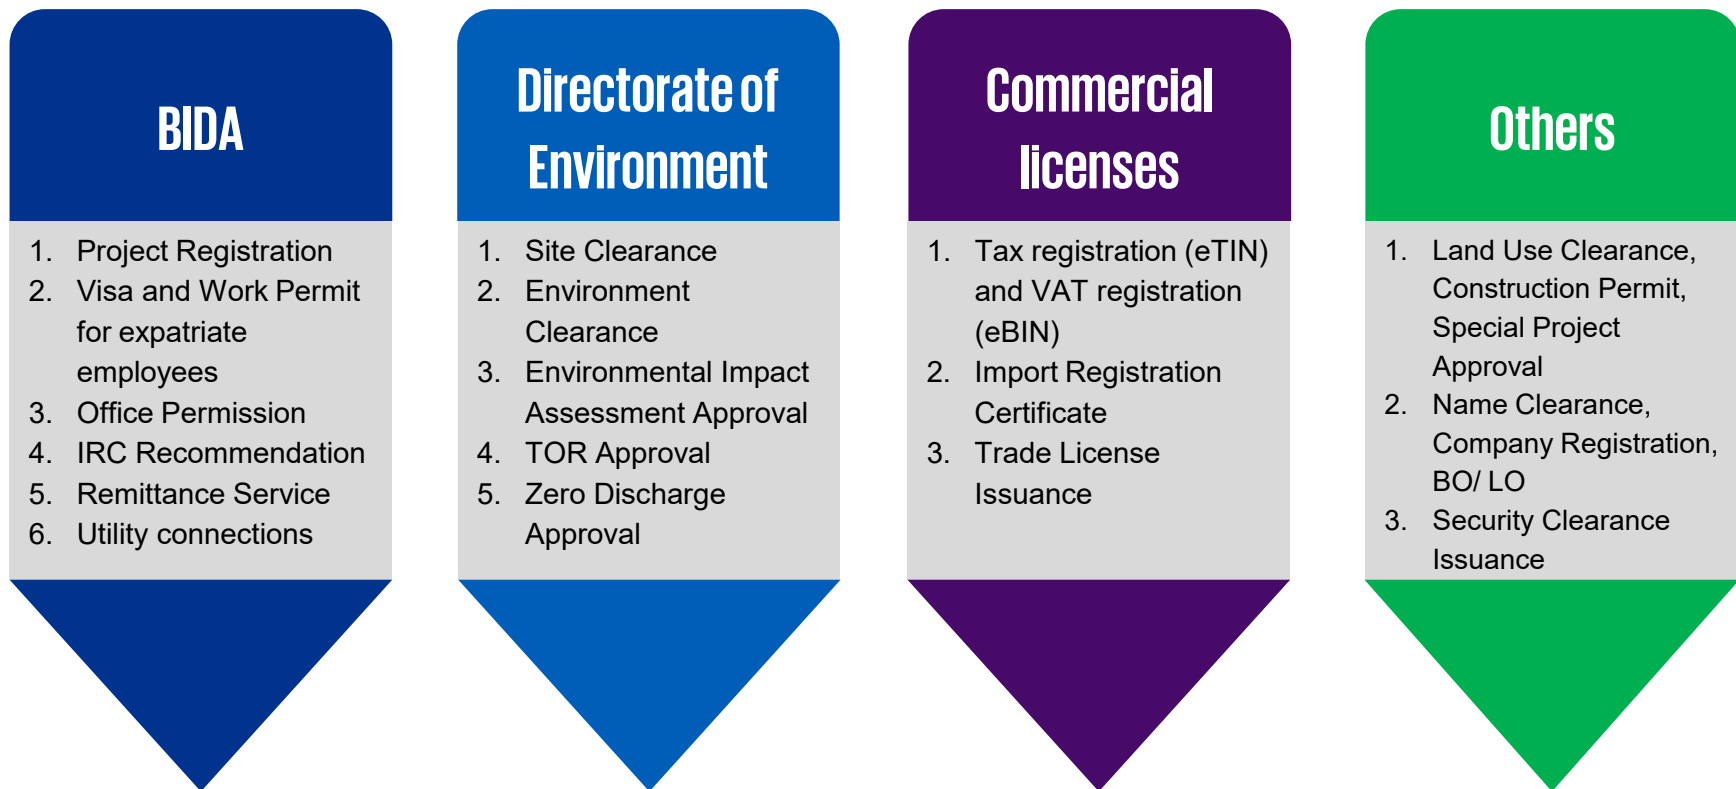 BIDA
1. Project Registration
2. Visa and Work Permit
for expatriate
employees
3. Office Permission
4. IRC Recommendation
5. Remittance Service
6. Utility connections
Directorate of
Environment
1. Site Clearance
2. Environment
Clearance
3. Environmental Impact
Assessment Approval
4. TOR Approval
5. Zero Discharge
Approval
Commercial
licenses
1. Tax registration (eTIN)
and VAT registration
(eBIN)
2. Import Registration
Certificate
3. Trade License
Issuance
Others
1. Land Use Clearance,
Construction Permit,
Special Project
Approval
2. Name Clearance,
Company Registration,
BO/ LO
3. Security Clearance
Issuance